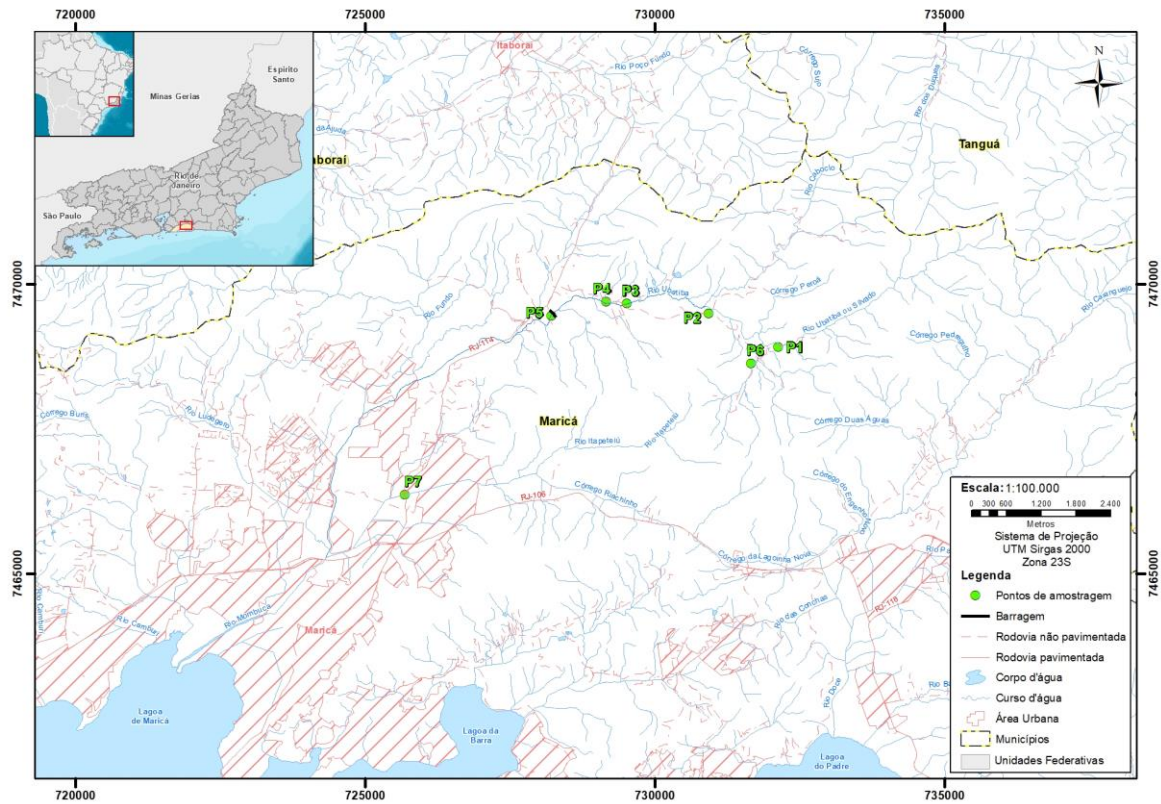 720000
725000
730000
735000
Espírito
Santo
Minas Gerias
Rio de
Janeiro
São Paulo
Itaboraí
Rio Poço Fundo
Córrego Sujo
Rio dos Duques
N
da Ajuda
aboraí
Tanguá
Rio Caboclo
7470000
7470000
Rio Fundo
P4
P3
Rio Ubatiba
Córrego Peroá
P5
P2
Rio Ubatiba ou Silvado
Rio Caranguejo
RJ-114
P6
P1
Córrego Buris
Rio Ludegero
Maricá
Córrego Duas Águas
Rio Itapeteiú
Rio Itapeteiú
P7
Córrego Riachinho
RJ-106
Córrego do Engenho
Novo
Córrego da Lagoinha Nova
7465000
7465000
Rio Camburi
Rio Camburi
Rio Mombuca
Maricá
Rio das Conchas
RJ-118
Rio Doce
Lagoa
de Maricá
Lagoa da
Barra
Lagoa
do Padre
Escala:1:100.000
0 300 600 1.200 1.800 2.400
Metros
Sistema de Projeção
UTM Sirgas 2000
Zona 23S
Legenda
Pontos de amostragem
Barragem
Rodovia não pavimentada
Rodovia pavimentada
Corpo d'água
Curso d'água
Área Urbana
Municípios
Unidades Federativas
720000
725000
730000
735000